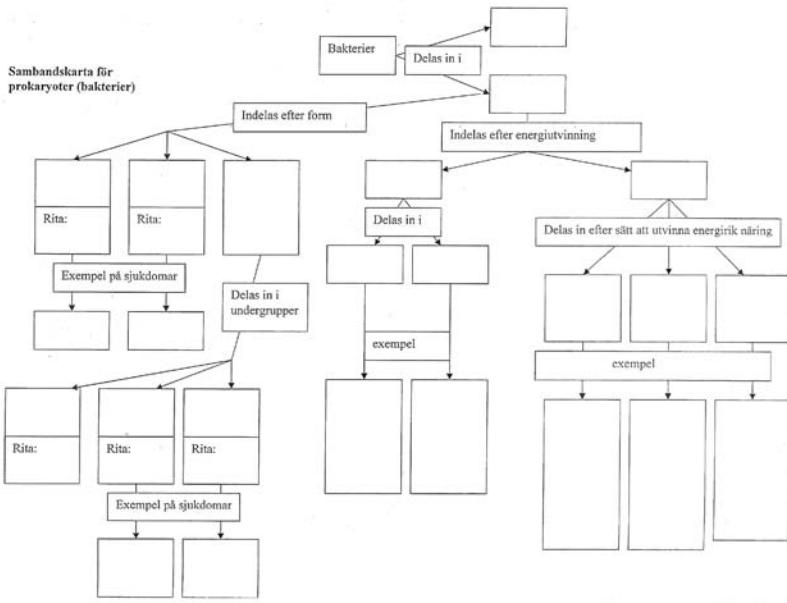 Sambandskarta för
prokaryoter (bakterier)
Bakterier
Delas in i
Indelas efter form
Indelas efter energiutvinning
Rita:
Rita:
Delas in i
Delas in efter sätt att utvinna energirik näring
Exempel på sjukdomar
Delas in i
undergrupper
exempel
exempel
Rita:
Rita:
Rita:
Exempel på sjukdomar